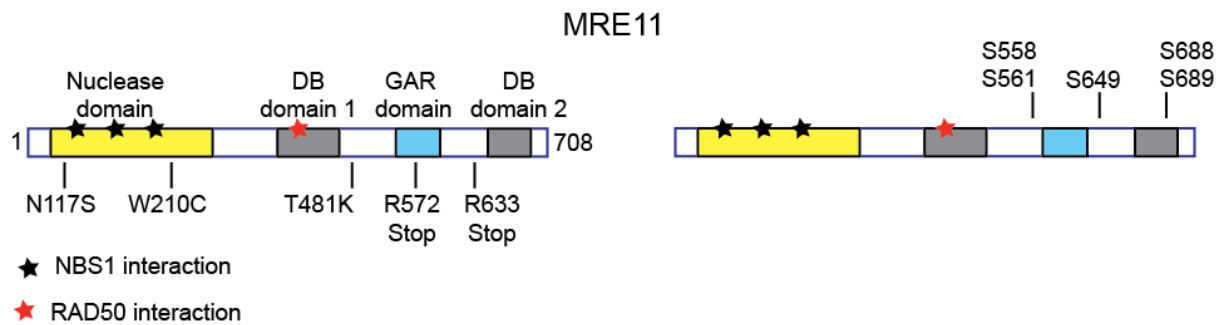 MRE11
Nuclease domain
DB domain 1
GAR domain
DB domain 2
1
708
N117S
W210C
T481K
R572 Stop
R633 Stop
S558
S561
S649
S688
S689
NBS1 interaction
RAD50 interaction